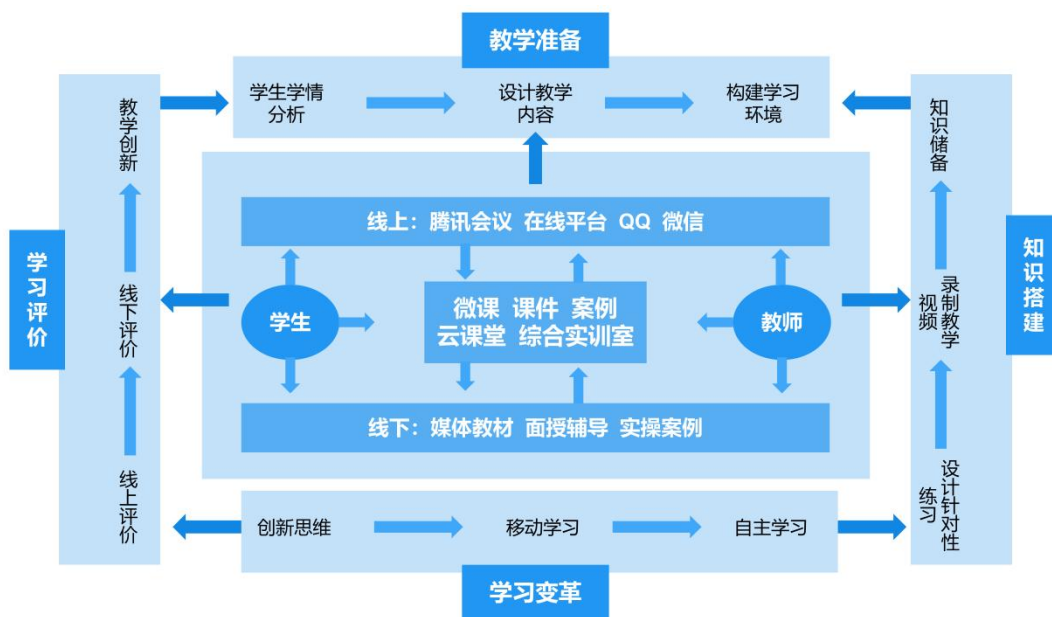 教学准备
学生学情
分析
设计教学
内容
构建学习
环境
教学创新
线下评价
线上评价
学习评价
线上：腾讯会议 在线平台 QQ 微信
学生
微课 课件 案例
云课堂 综合实训室
教师
线下：媒体教材 面授辅导 实操案例
知识储备
录制教学
视频
设计针对性
练习
知识搭建
创新思维
移动学习
自主学习
学习变革